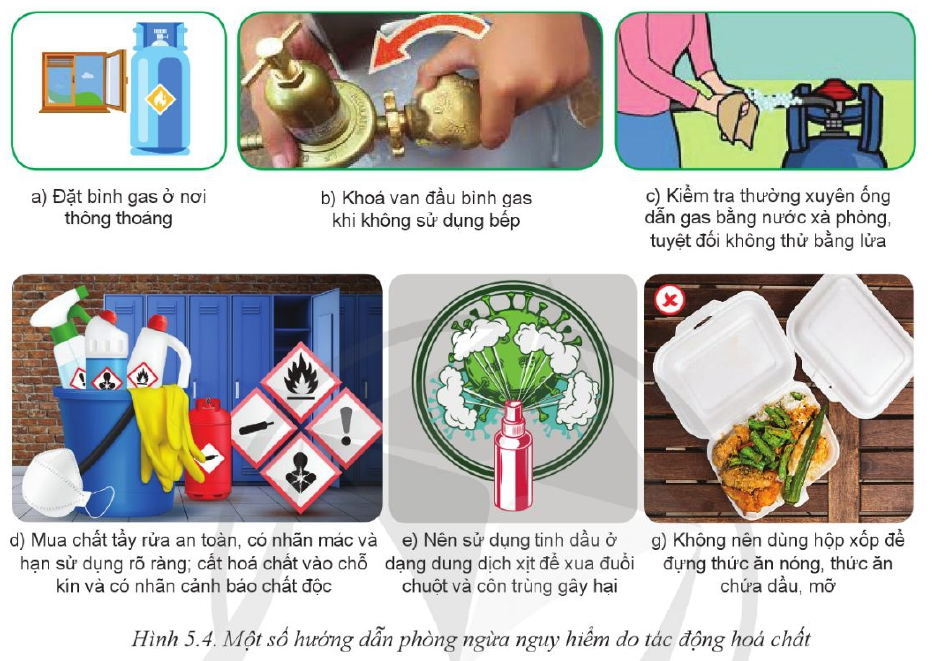 a) Đặt bình gas ở nơi
thông thoáng
b) Khoá van đầu bình gas
khi không sử dụng bếp
c) Kiểm tra thường xuyên ống
dẫn gas bằng nước xà phòng,
tuyệt đối không thử bằng lửa
d) Mua chất tẩy rửa an toàn, có nhãn mác và
hạn sử dụng rõ ràng; cất hoá chất vào chỗ
kín và có nhãn cảnh báo chất độc
e) Nên sử dụng tinh dầu ở
dạng dung dịch xịt để xua đuổi
chuột và côn trùng gây hại
g) Không nên dùng hộp xốp để
đựng thức ăn nóng, thức ăn
chứa dầu, mỡ
Hình 5.4. Một số hướng dẫn phòng ngừa nguy hiểm do tác động hoá chất